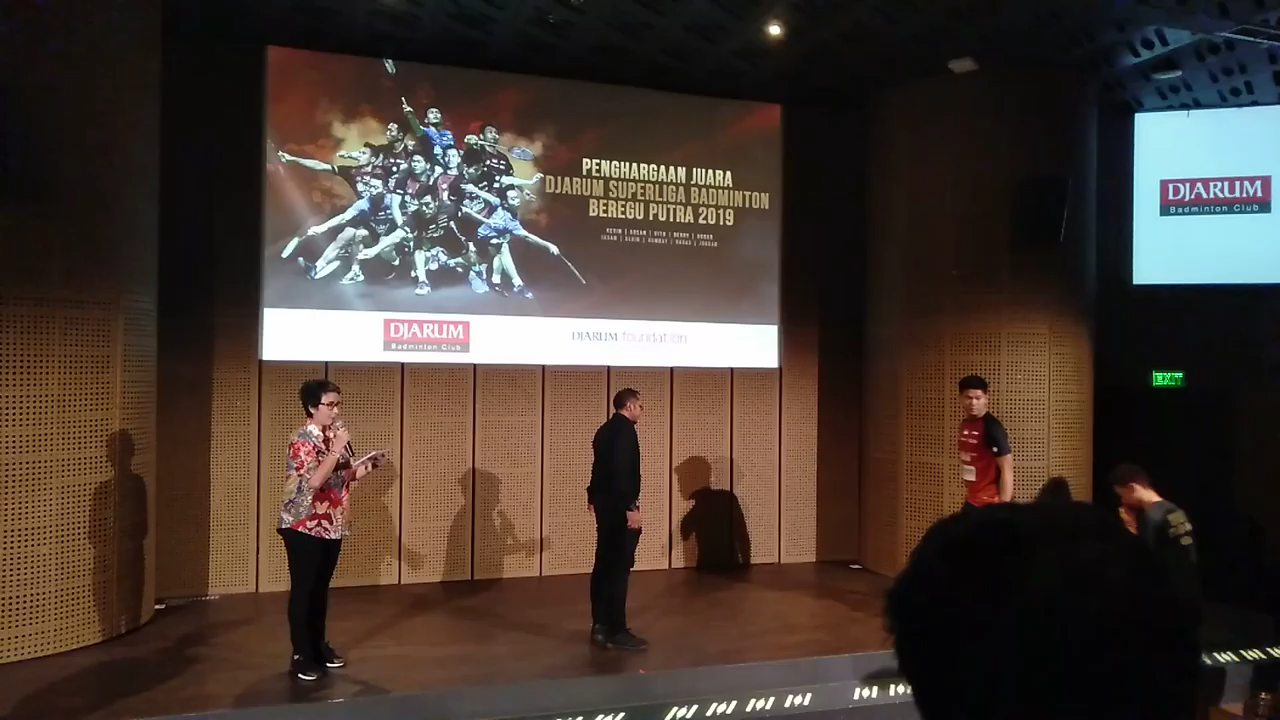 PENGHARGAAN JUARA
DJARUM SUPERLIGA BADMINTON
BEREGU PUTRA 2019
DJARUM
Badminton Club
DJARUM foundation
DJARUM
Badminton Club
EXIT